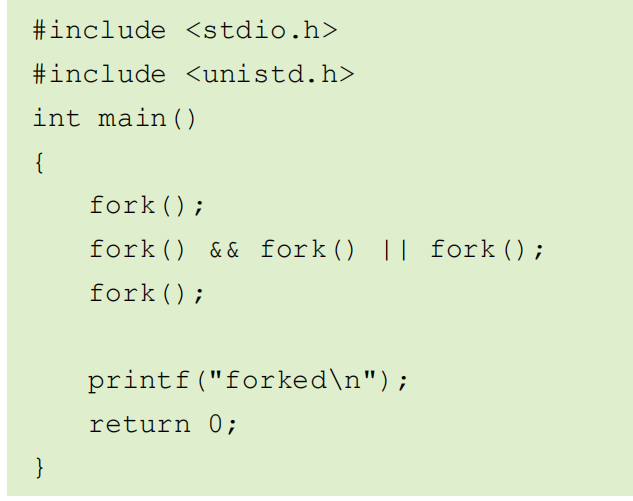 #include <stdio.h>
#include <unistd.h>
int main()
{
fork();
fork() && fork() || fork();
fork();
printf("forked\n");
return 0;
}